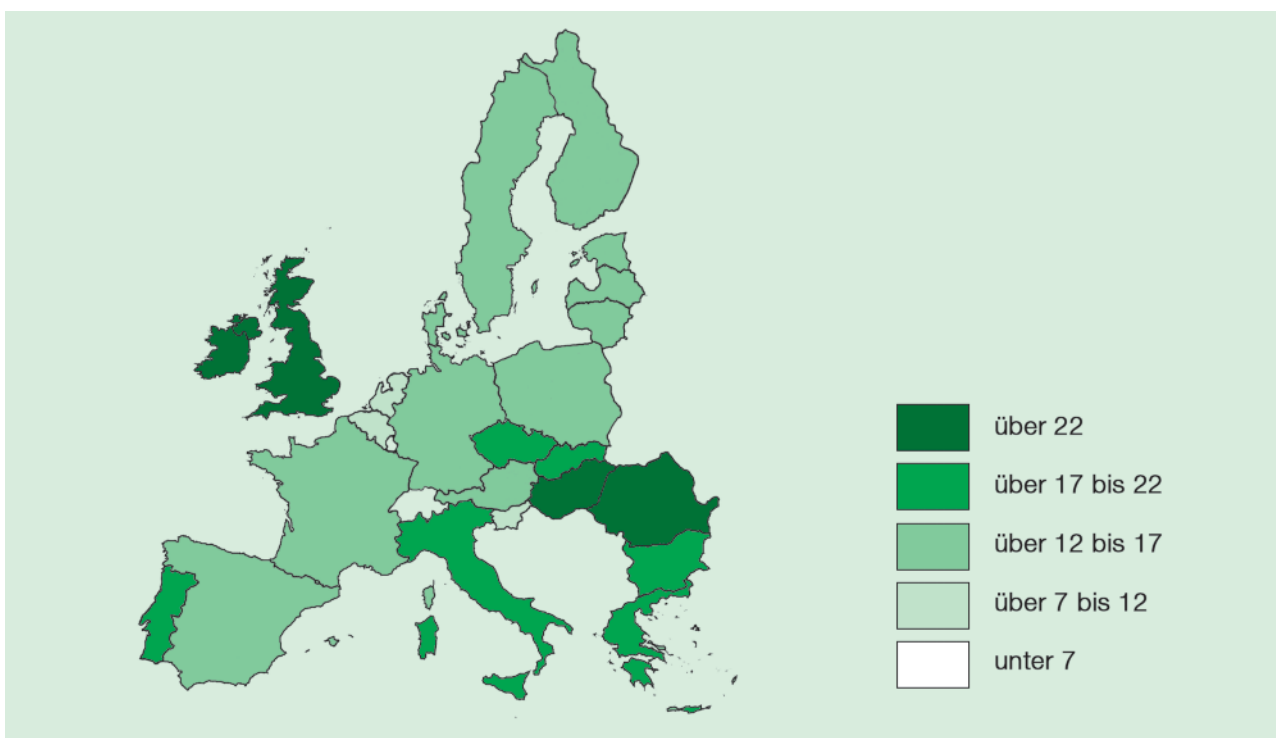 über 22
über 17 bis 22
über 12 bis 17
über 7 bis 12
unter 7